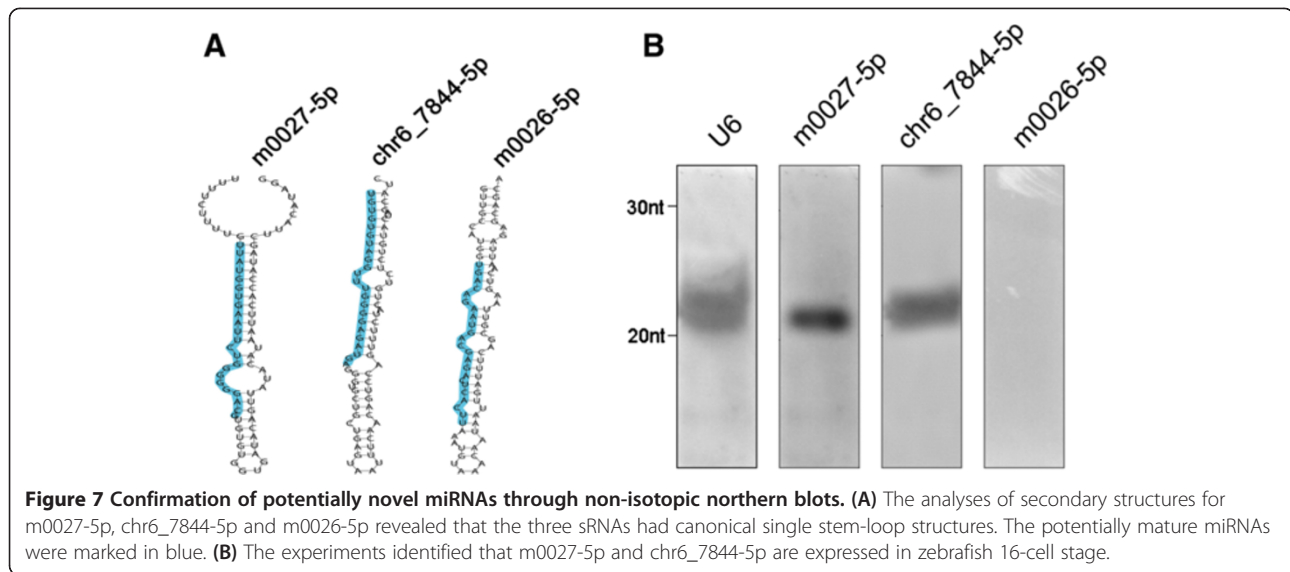 A
B
m0027-5p
chr6_7844-5p
m0026-5p
U6
m0027-5p
chr6_7844-5p
m0026-5p
30nt
20nt
Figure 7 Confirmation of potentially novel miRNAs through non-isotopic northern blots. (A) The analyses of secondary structures for
m0027-5p, chr6_7844-5p and m0026-5p revealed that the three sRNAs had canonical single stem-loop structures. The potentially mature miRNAs
were marked in blue. (B) The experiments identified that m0027-5p and chr6_7844-5p are expressed in zebrafish 16-cell stage.